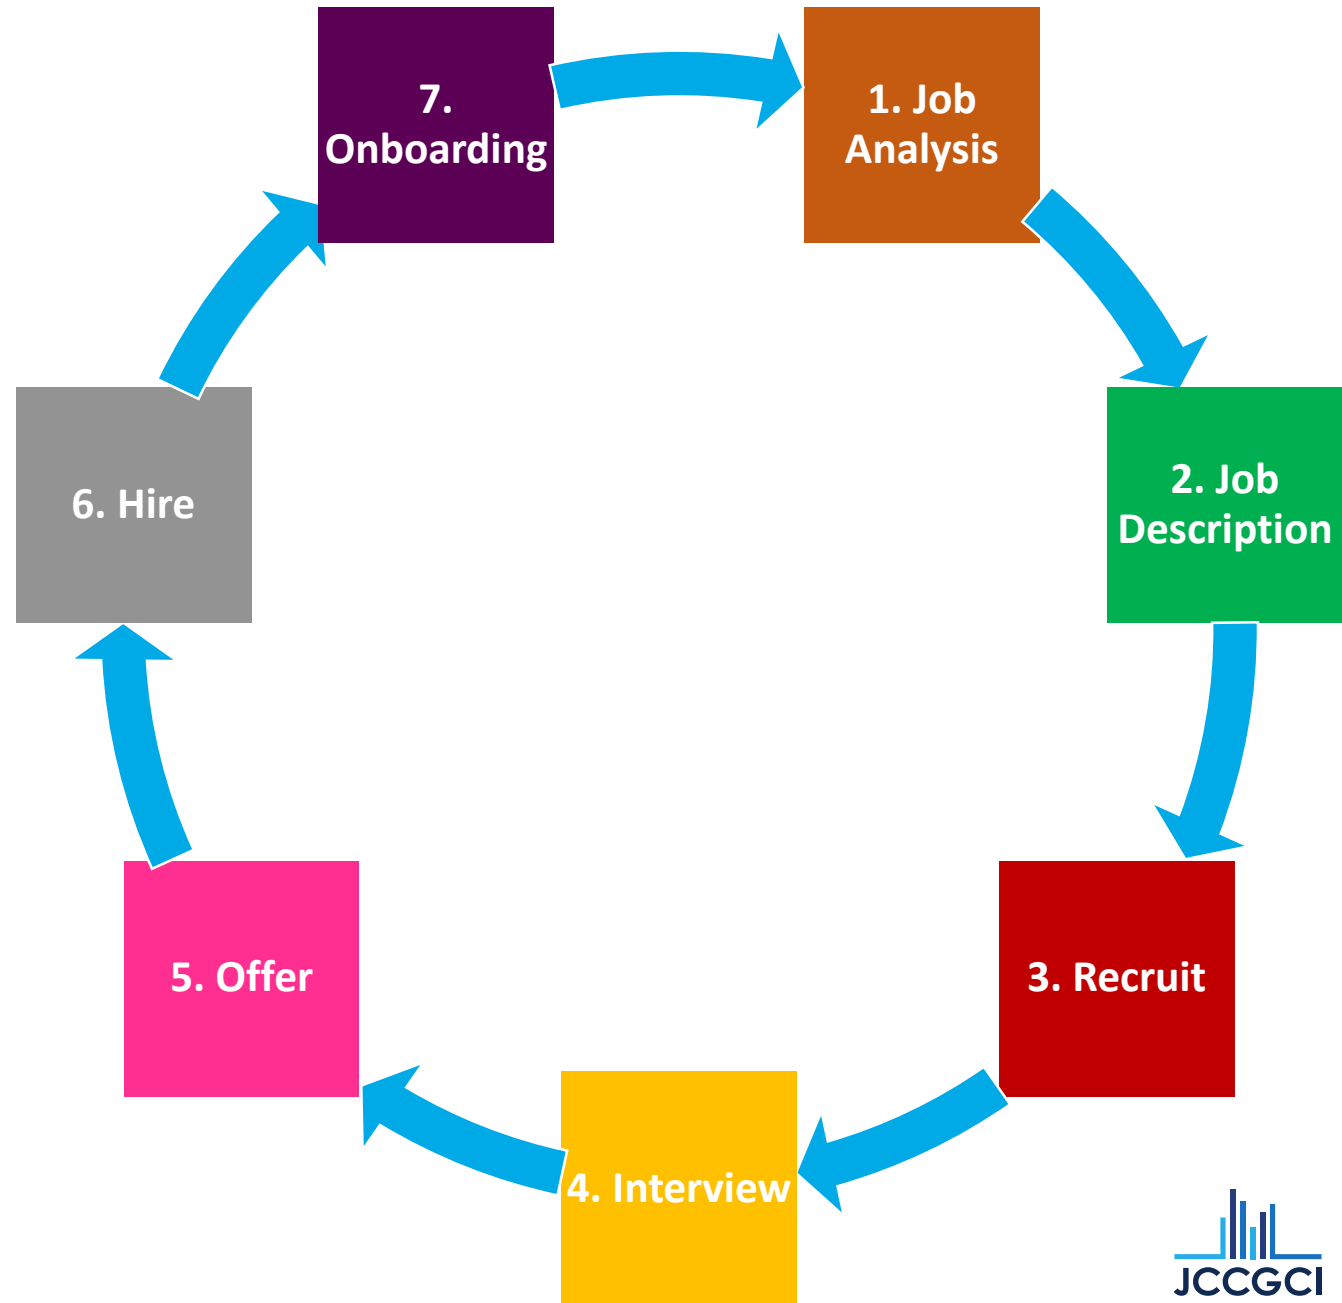 7.
Onboarding
1. Job
Analysis
6. Hire
2. Job
Description
5. Offer
3. Recruit
4. Interview
JCCGCI